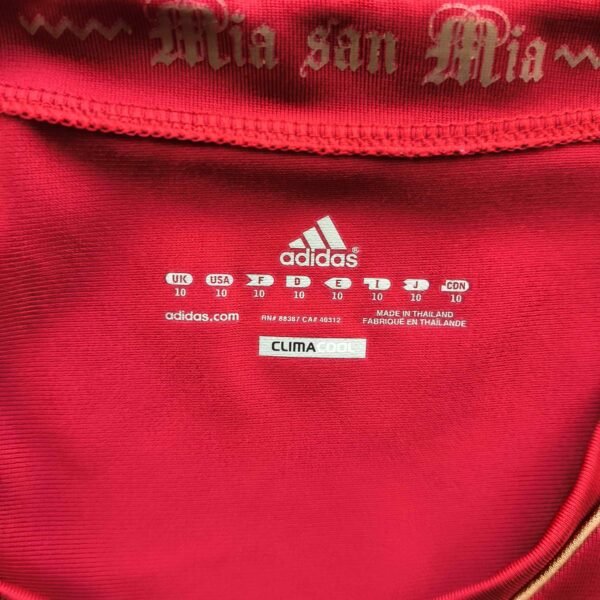 Mia san Mia
adidas®
UK USA F D E I J CDN
10 10 10 10 10 10 10 10
adidas.com RN# 88387 CA# 40312 MADE IN THAILAND
FABRIQUÉ EN THAÏLANDE
CLIMACOOL